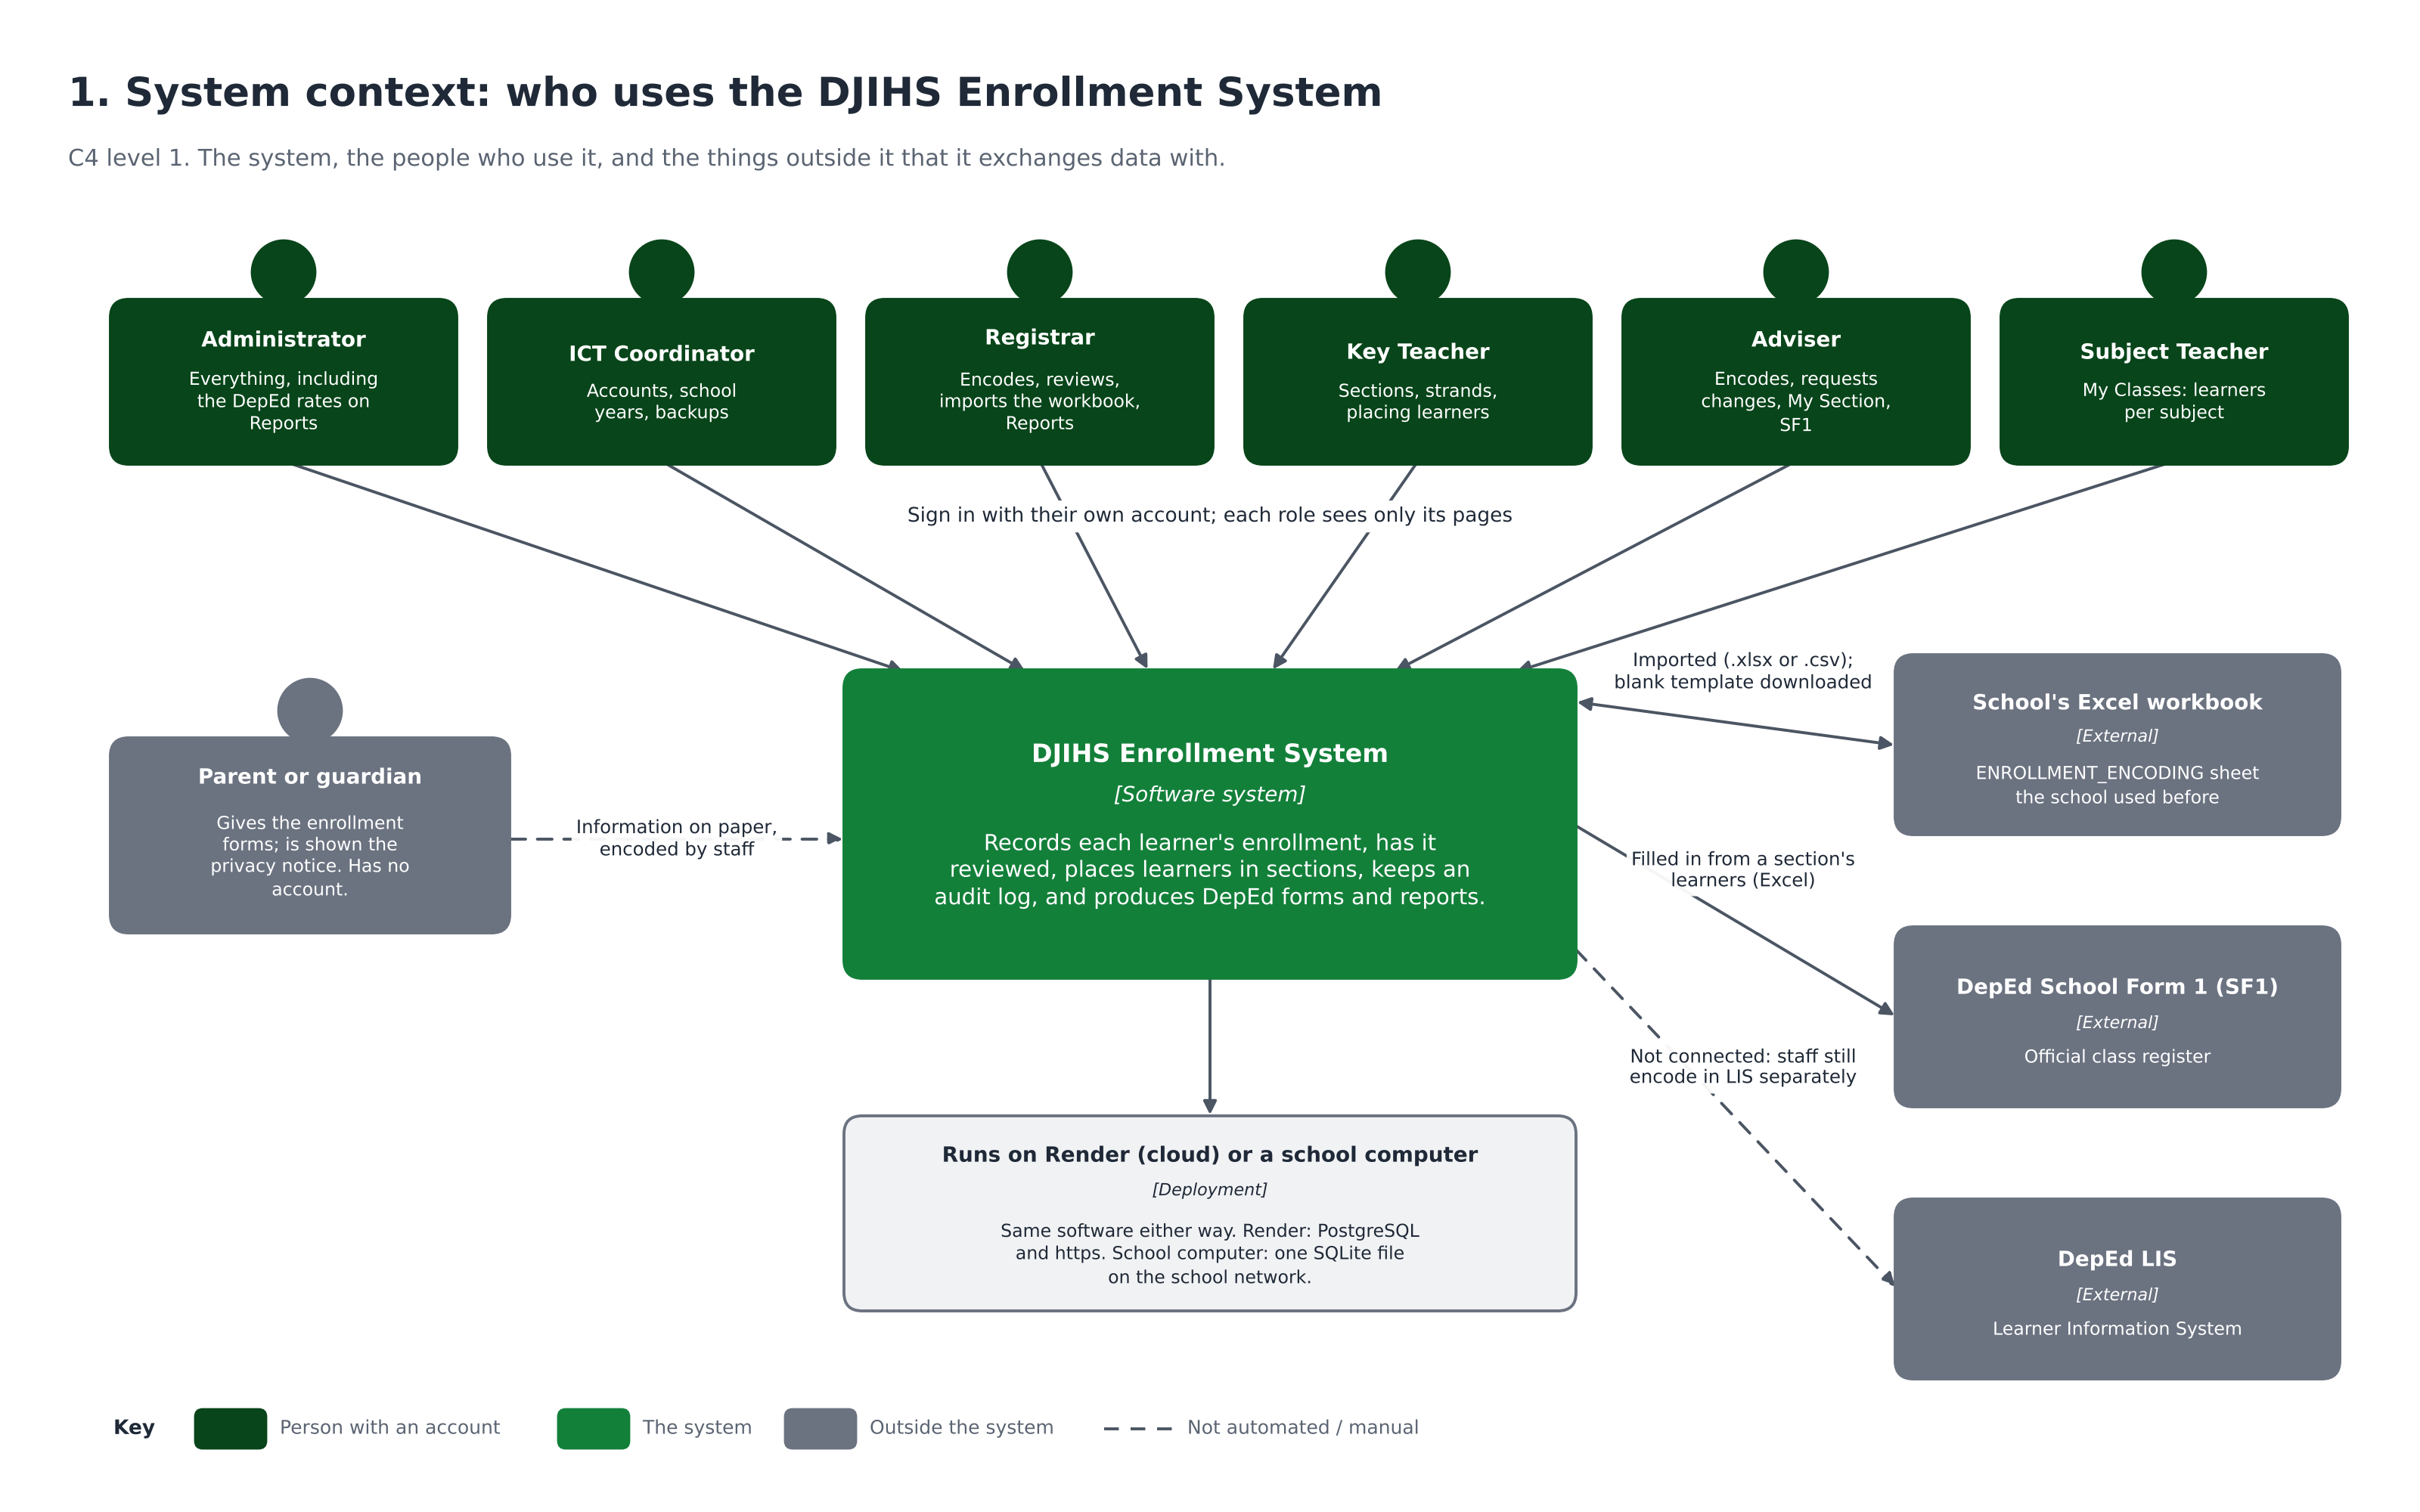 1. System context: who uses the DJIHS Enrollment System
C4 level 1. The system, the people who use it, and the things outside it that it exchanges data with.
Administrator
Everything, including
the DepEd rates on
Reports
ICT Coordinator
Accounts, school
years, backups
Registrar
Encodes, reviews,
imports the workbook,
Reports
Key Teacher
Sections, strands,
placing learners
Adviser
Encodes, requests
changes, My Section,
SF1
Subject Teacher
My Classes: learners
per subject
Sign in with their own account; each role sees only its pages
Parent or guardian
Gives the enrollment
forms; is shown the
privacy notice. Has no
account.
Information on paper,
encoded by staff
DJIHS Enrollment System
[Software system]
Records each learner's enrollment, has it
reviewed, places learners in sections, keeps an
audit log, and produces DepEd forms and reports.
Imported (.xlsx or .csv);
blank template downloaded
School's Excel workbook
[External]
ENROLLMENT_ENCODING sheet
the school used before
Filled in from a section's
learners (Excel)
DepEd School Form 1 (SF1)
[External]
Official class register
Not connected: staff still
encode in LIS separately
DepEd LIS
[External]
Learner Information System
Runs on Render (cloud) or a school computer
[Deployment]
Same software either way. Render: PostgreSQL
and https. School computer: one SQLite file
on the school network.
Key
Person with an account
The system
Outside the system
Not automated / manual